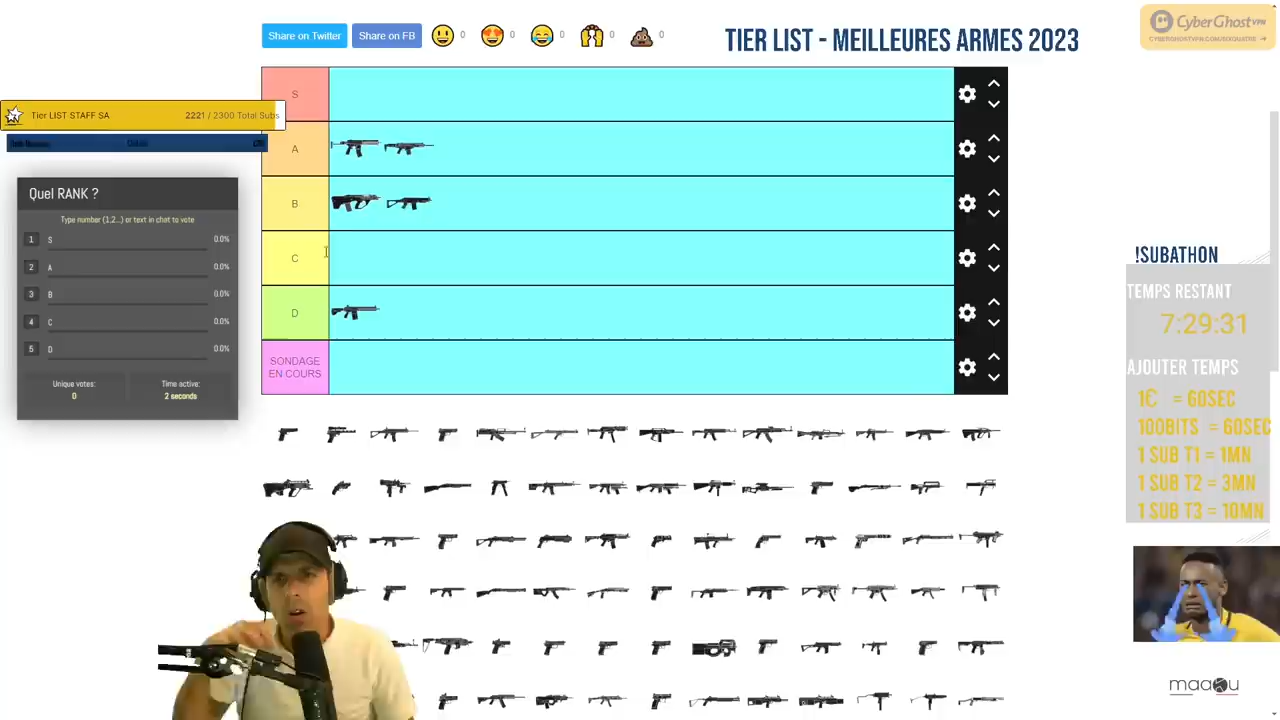 Share on Twitter
Share on FB
0
0
0
0
0
TIER LIST - MEILLEURES ARMES 2023
CyberGhost VPN
CYBERGHOSTVPN.COM/SIXQUATRE
S
A
B
C
D
SONDAGE
EN COURS
Tier LIST STAFF SA
2221 / 2300 Total Subs
Quel RANK ?
Type number (1,2...) or text in chat to vote
1 S 0.0%
2 A 0.0%
3 B 0.0%
4 C 0.0%
5 D 0.0%
Unique votes:
0
Time active:
2 seconds
!SUBATHON
TEMPS RESTANT
7:29:31
AJOUTER TEMPS
1€ = 60SEC
100BITS = 60SEC
1 SUB T1 = 1MN
1 SUB T2 = 3MN
1 SUB T3 = 10MN